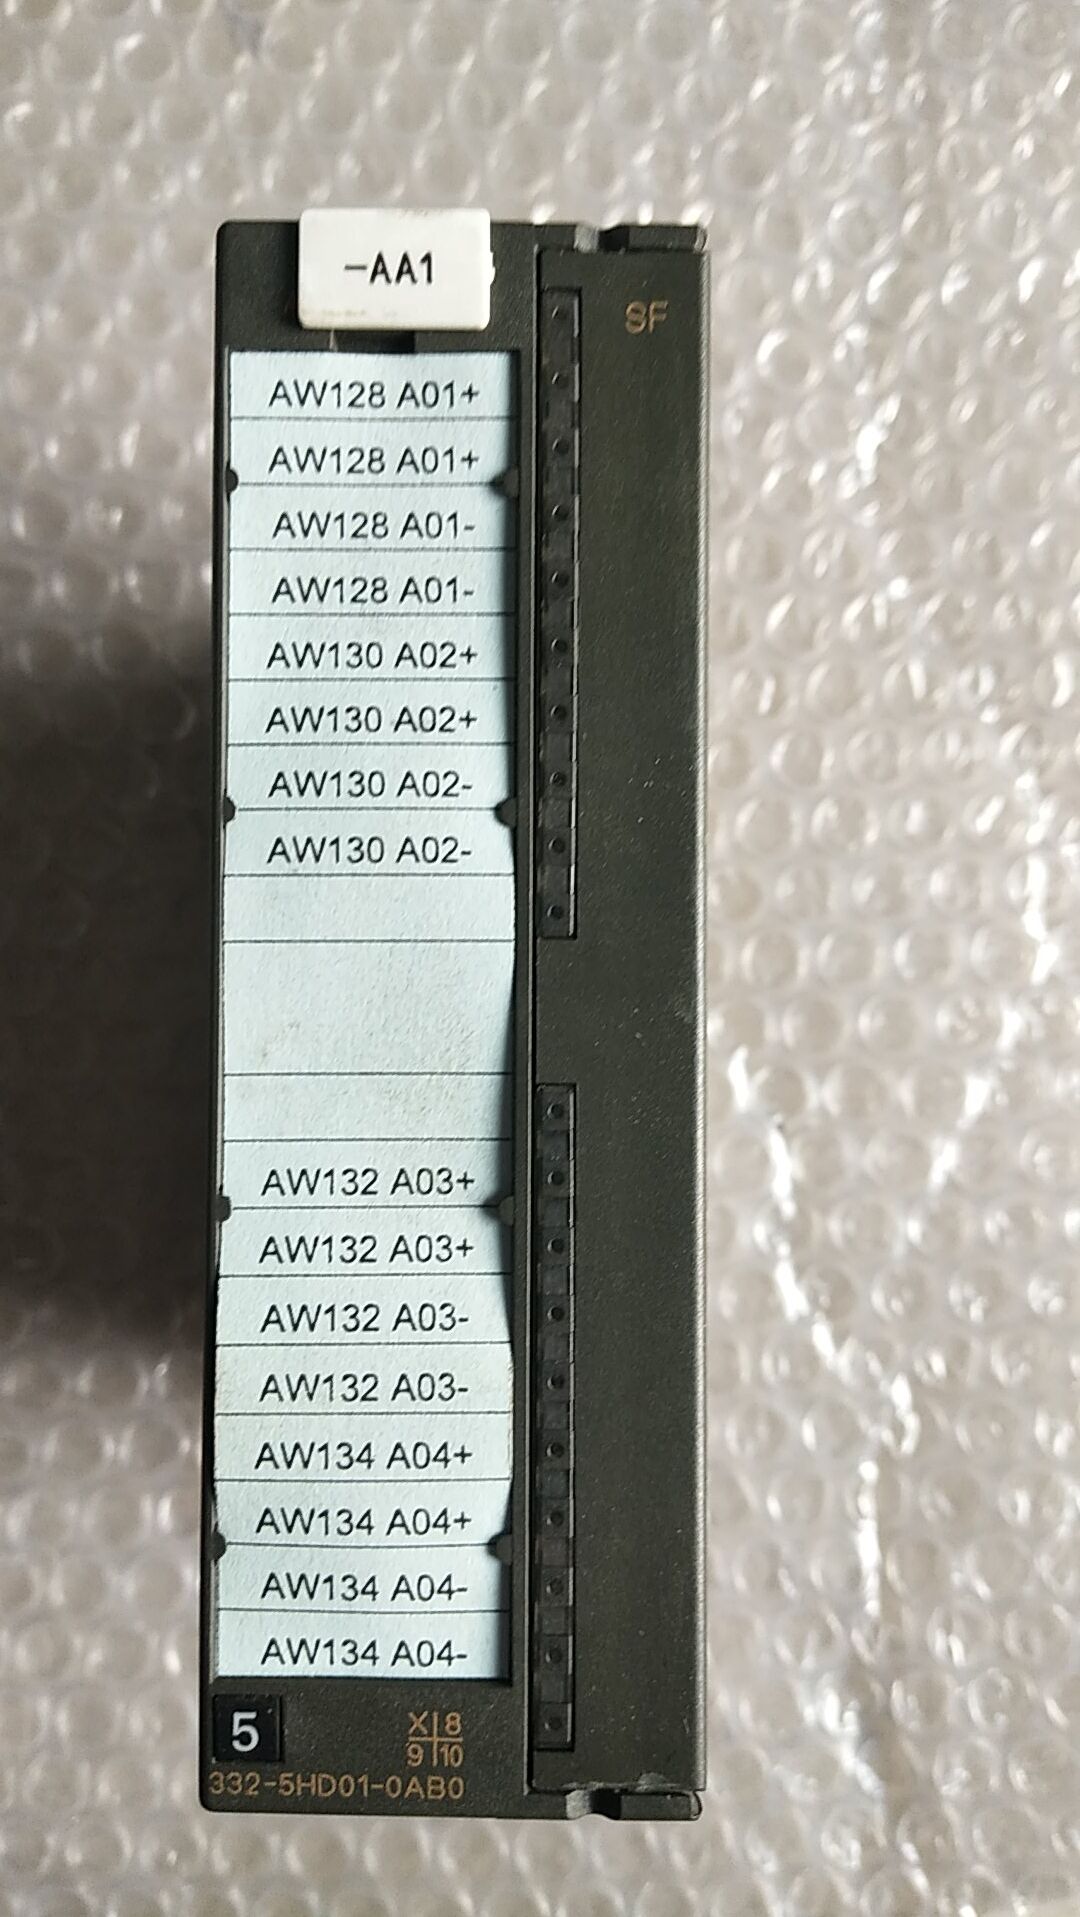 -AA1
SF
AW128 A01+
AW128 A01+
AW128 A01-
AW128 A01-
AW130 A02+
AW130 A02+
AW130 A02-
AW130 A02-
AW132 A03+
AW132 A03+
AW132 A03-
AW132 A03-
AW134 A04+
AW134 A04+
AW134 A04-
AW134 A04-
5
X 8
9 10
332-5HD01-0AB0